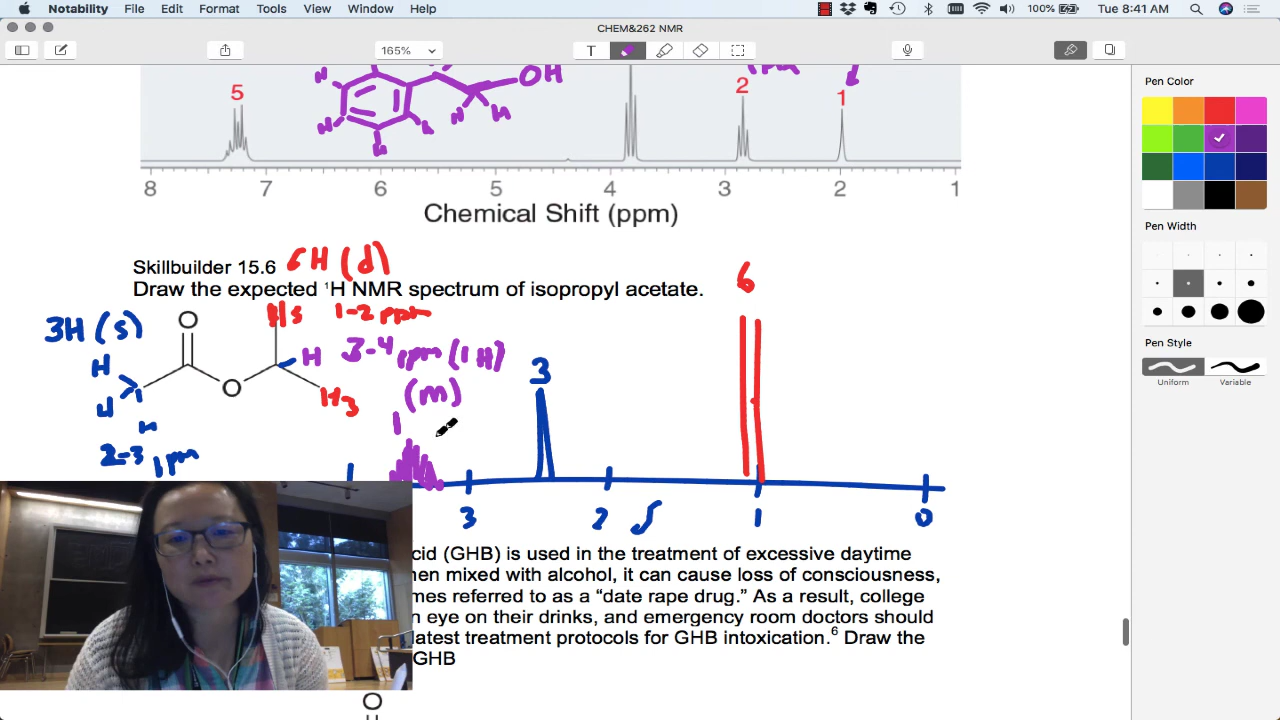 Notability File Edit Format Tools View Window Help 100% Tue 8:41 AM
CHEM&262 NMR
165% T
Pen Color
Pen Width
Pen Style
Uniform Variable
H OH
H H
H H
H
5 2 1
8 7 6 5 4 3 2 1
Chemical Shift (ppm)
Skillbuilder 15.6 6H (d)
Draw the expected ¹H NMR spectrum of isopropyl acetate.
3H (s) O H3 1-2 ppm 6
H H 3-4 ppm (1H) 3
H O H3 (m)
H 1
2-3 ppm
3 2 δ 1 0
cid (GHB) is used in the treatment of excessive daytime
en mixed with alcohol, it can cause loss of consciousness,
mes referred to as a “date rape drug.” As a result, college
n eye on their drinks, and emergency room doctors should
latest treatment protocols for GHB intoxication.⁶ Draw the
GHB
O
H